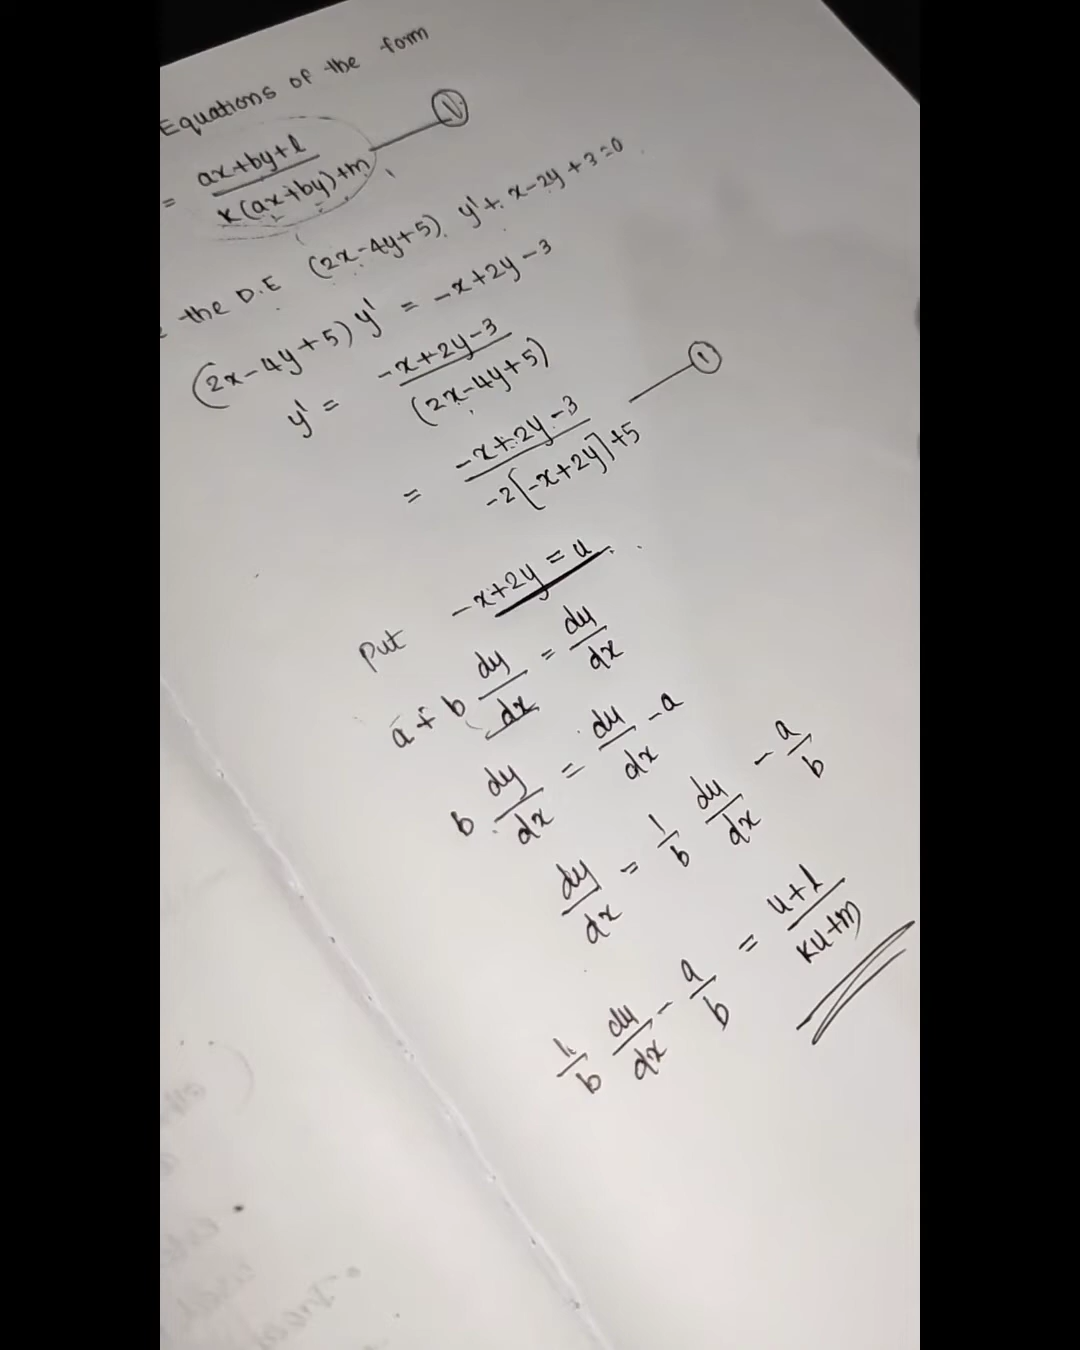 Equations of the form
= ax+by+l / k(ax+by)+m — (1)
the D.E (2x-4y+5) y' + x-2y+3=0
(2x-4y+5) y' = -x+2y-3
y' = -x+2y-3 / (2x-4y+5)
= -x+2y-3 / -2[-x+2y]+5 — (1)
Put -x+2y = u
a + b dy/dx = du/dx
b dy/dx = du/dx - a
dy/dx = 1/b du/dx - a/b
1/b du/dx - a/b = u+l / ku+m